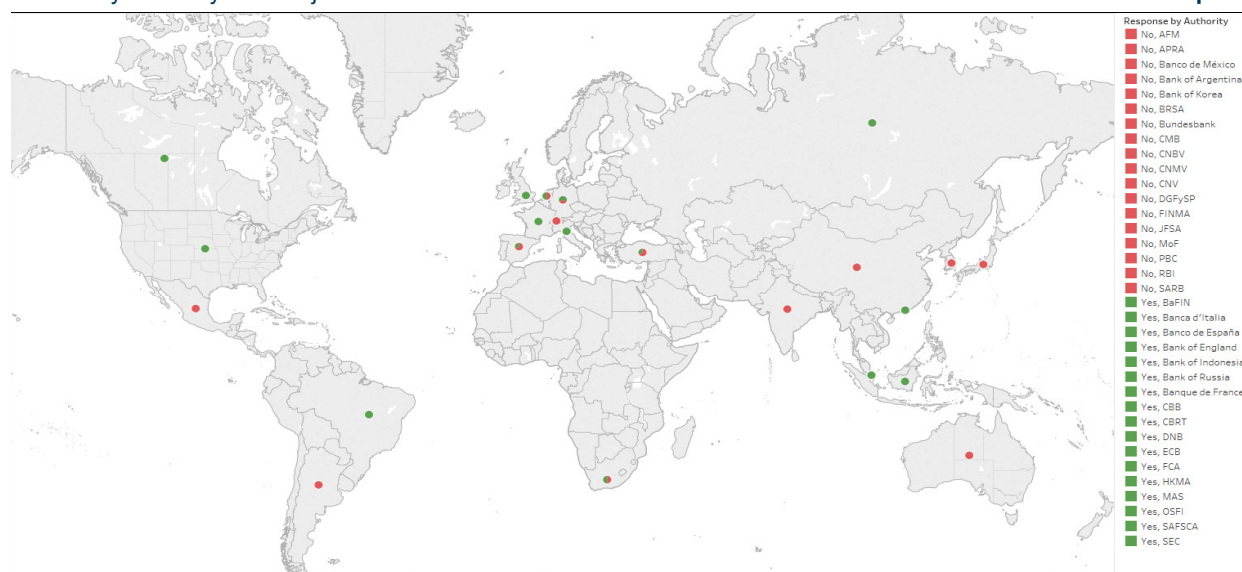 Response by Authority
No, AFM
No, APRA
No, Banco de México
No, Bank of Argentina
No, Bank of Korea
No, BRSA
No, Bundesbank
No, CMB
No, CNBV
No, CNMV
No, CNV
No, DGFySP
No, FINMA
No, JFSA
No, MoF
No, PBC
No, RBI
No, SARB
Yes, BaFIN
Yes, Banca d'Italia
Yes, Banco de España
Yes, Bank of England
Yes, Bank of Indonesia
Yes, Bank of Russia
Yes, Banque de France
Yes, CBB
Yes, CBRT
Yes, DNB
Yes, ECB
Yes, FCA
Yes, HKMA
Yes, MAS
Yes, OSFI
Yes, SAFSCA
Yes, SEC